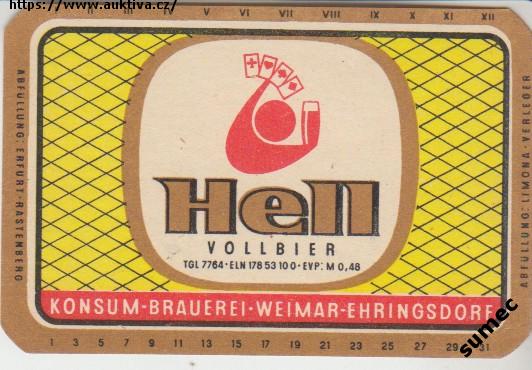 https://www.auktiva.cz/
V VI VII VIII IX X XI XII
Hell
VOLLBIER
TGL 7764 · ELN 178 53 10 0 · EVP: M 0,48
KONSUM-BRAUEREI-WEIMAR-EHRINGSDORF
1 3 5 7 9 11 13 15 17 19 21 23 25 27 29 31
ABFÜLLUNG: ERFURT-RASTENBERG
ABFÜLLUNG: LIMONA - VERLEGER
sumec